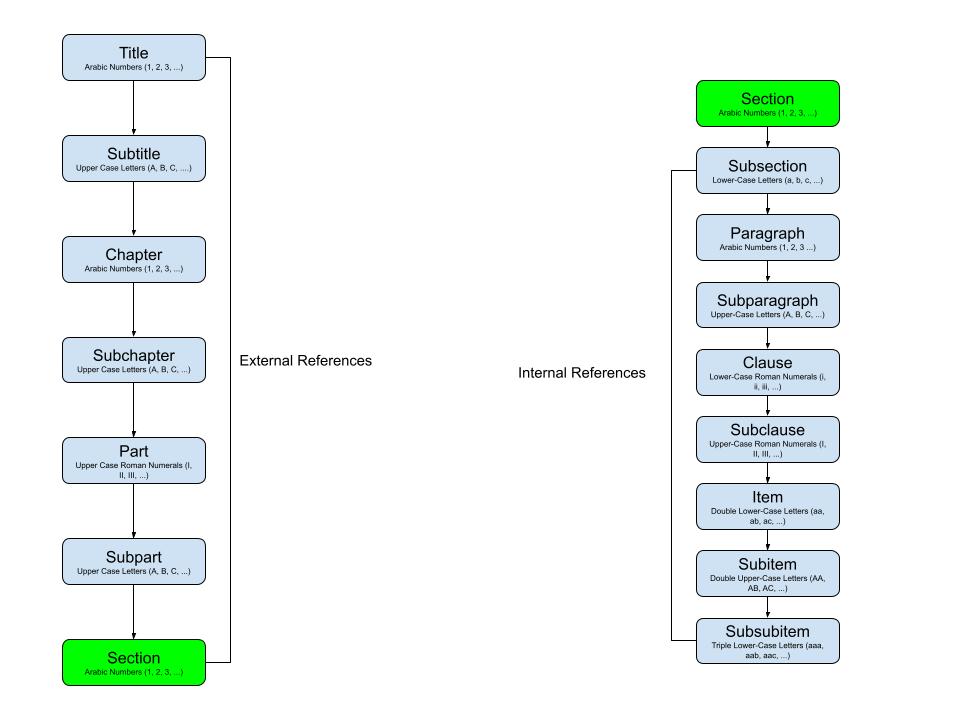 Title
Arabic Numbers (1, 2, 3, ...)
Subtitle
Upper Case Letters (A, B, C, ....)
Chapter
Arabic Numbers (1, 2, 3, ...)
Subchapter
Upper Case Letters (A, B, C, ...)
Part
Upper Case Roman Numerals (I,
II, III, ...)
Subpart
Upper Case Letters (A, B, C, ...)
Section
Arabic Numbers (1, 2, 3, ...)
External References
Internal References
Section
Arabic Numbers (1, 2, 3, ...)
Subsection
Lower-Case Letters (a, b, c, ...)
Paragraph
Arabic Numbers (1, 2, 3 ...)
Subparagraph
Upper-Case Letters (A, B, C, ...)
Clause
Lower-Case Roman Numerals (i,
ii, iii, ...)
Subclause
Upper-Case Roman Numerals (I,
II, III, ...)
Item
Double Lower-Case Letters (aa,
ab, ac, ...)
Subitem
Double Upper-Case Letters (AA,
AB, AC, ...)
Subsubitem
Triple Lower-Case Letters (aaa,
aab, aac, ...)